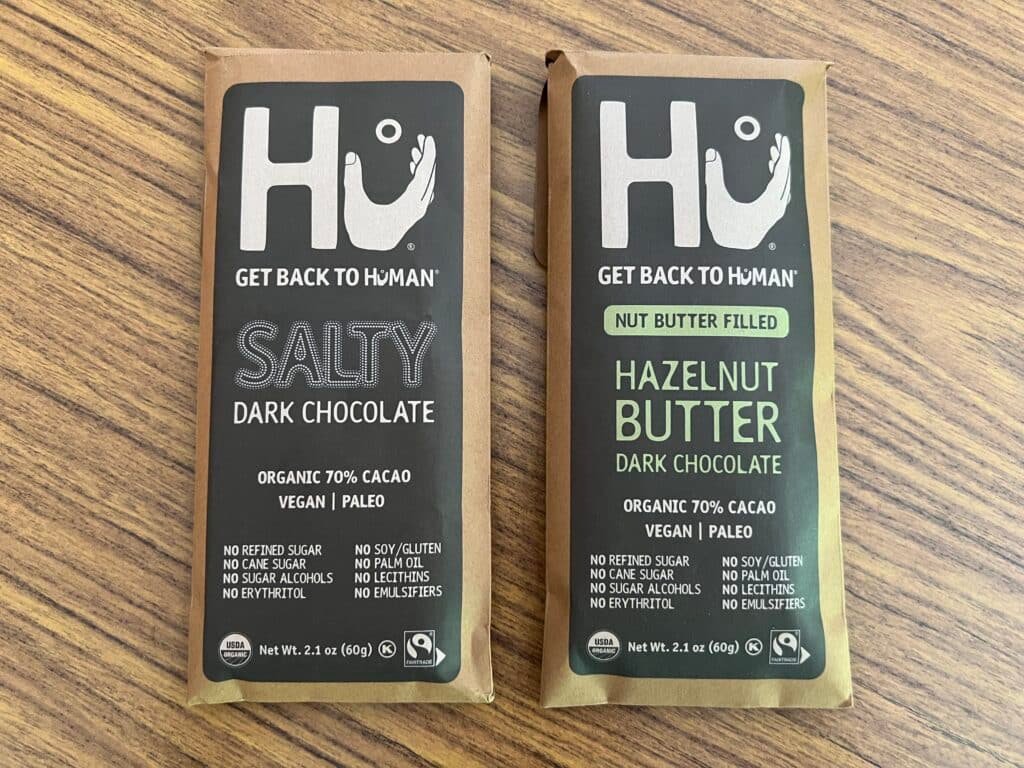 Hu
®
GET BACK TO HUMAN®
SALTY
DARK CHOCOLATE
ORGANIC 70% CACAO
VEGAN | PALEO
NO REFINED SUGAR
NO CANE SUGAR
NO SUGAR ALCOHOLS
NO ERYTHRITOL
NO SOY/GLUTEN
NO PALM OIL
NO LECITHINS
NO EMULSIFIERS
USDA
ORGANIC
Net Wt. 2.1 oz (60g)
K
FAIRTRADE
Hu
®
GET BACK TO HUMAN®
NUT BUTTER FILLED
HAZELNUT
BUTTER
DARK CHOCOLATE
ORGANIC 70% CACAO
VEGAN | PALEO
NO REFINED SUGAR
NO CANE SUGAR
NO SUGAR ALCOHOLS
NO ERYTHRITOL
NO SOY/GLUTEN
NO PALM OIL
NO LECITHINS
NO EMULSIFIERS
USDA
ORGANIC
Net Wt. 2.1 oz (60g)
K
FAIRTRADE